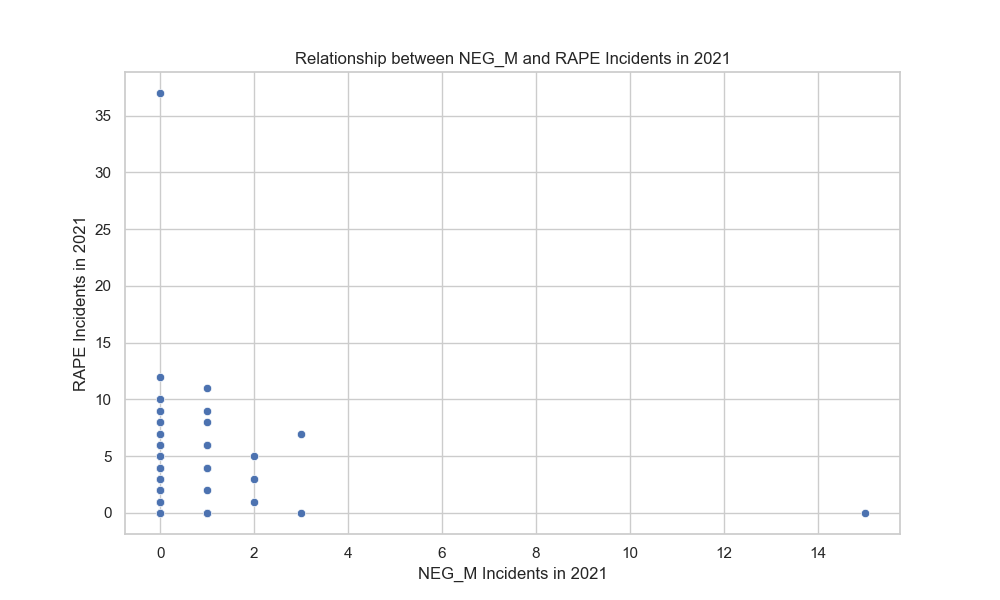 Relationship between NEG_M and RAPE Incidents in 2021
35
30
25
20
15
10
5
0
RAPE Incidents in 2021
0 2 4 6 8 10 12 14
NEG_M Incidents in 2021